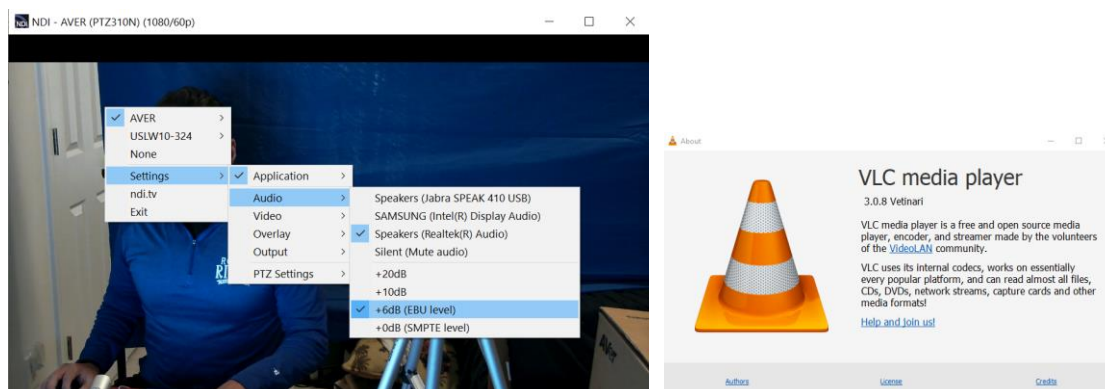 NDI - AVER (PTZ310N) (1080/60p)
AVER
USLW10-324
None
Settings
ndi.tv
Exit
Application
Audio
Video
Overlay
Output
PTZ Settings
Speakers (Jabra SPEAK 410 USB)
SAMSUNG (Intel(R) Display Audio)
Speakers (Realtek(R) Audio)
Silent (Mute audio)
+20dB
+10dB
+6dB (EBU level)
+0dB (SMPTE level)
About
VLC media player
3.0.8 Vetinari
VLC media player is a free and open source media
player, encoder, and streamer made by the volunteers
of the VideoLAN community.
VLC uses its internal codecs, works on essentially
every popular platform, and can read almost all files,
CDs, DVDs, network streams, capture cards and other
media formats!
Help and join us!
Authors
License
Credits